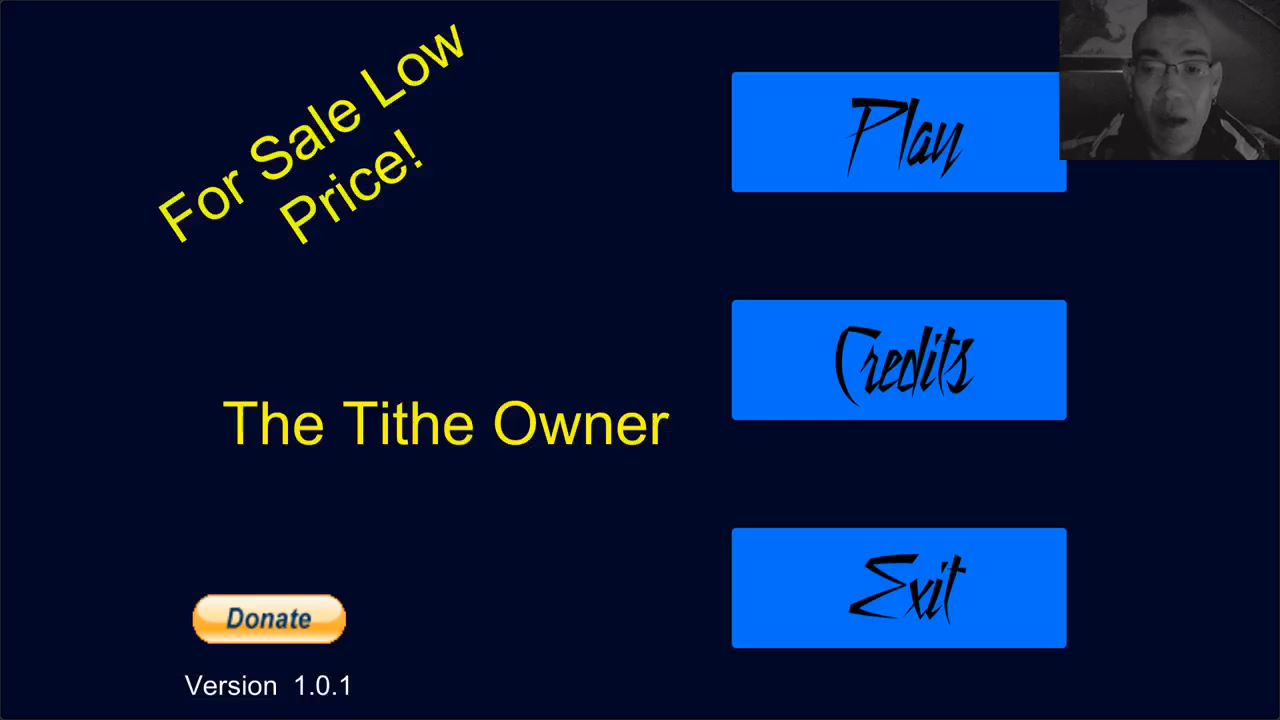 For Sale Low
Price!
Play
Credits
The Tithe Owner
Exit
Donate
Version 1.0.1